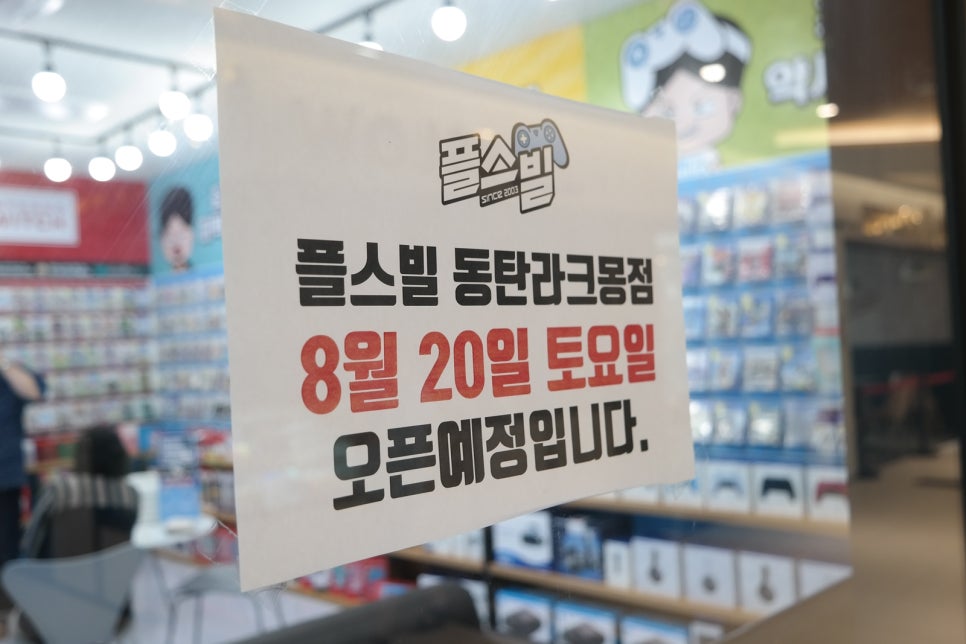 플스빌
SINCE 2003
플스빌 동탄라크몽점
8월 20일 토요일
오픈예정입니다.